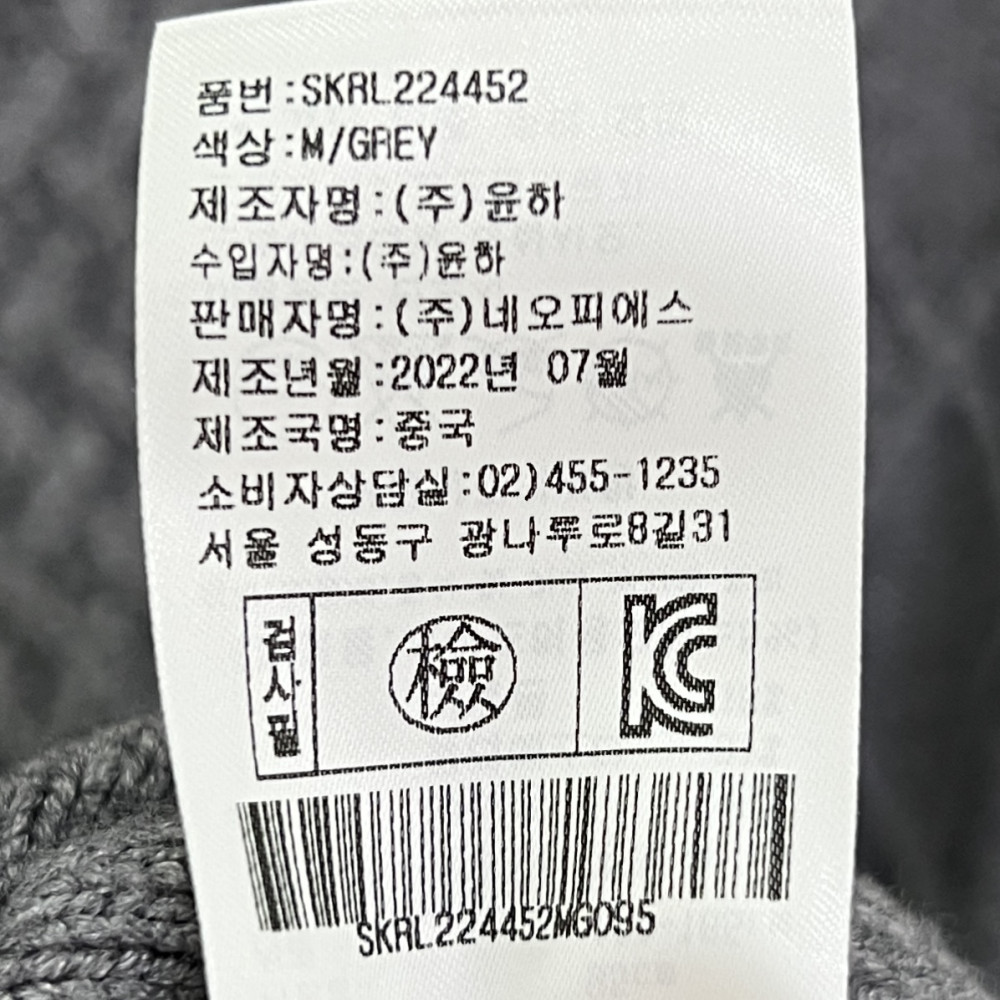 품번:SKRL224452
색상:M/GREY
제조자명:(주)윤하
수입자명:(주)윤하
판매자명:(주)네오피에스
제조년월:2022년 07월
제조국명:중국
소비자상담실:02)455-1235
서울 성동구 광나루로8길31
검사필
檢
KC
SKRL224452MG095